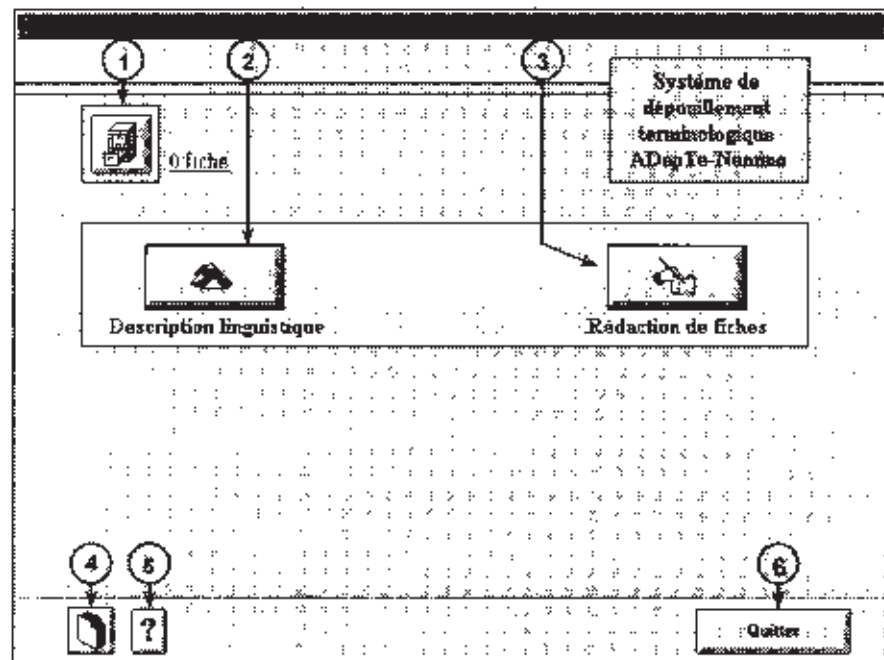 1 2 3
Système de
dépouillement
terminologique
ADepTe-Nomino
0 fiche
Description linguistique
Rédaction de fiches
4 5 6
?
Quitter